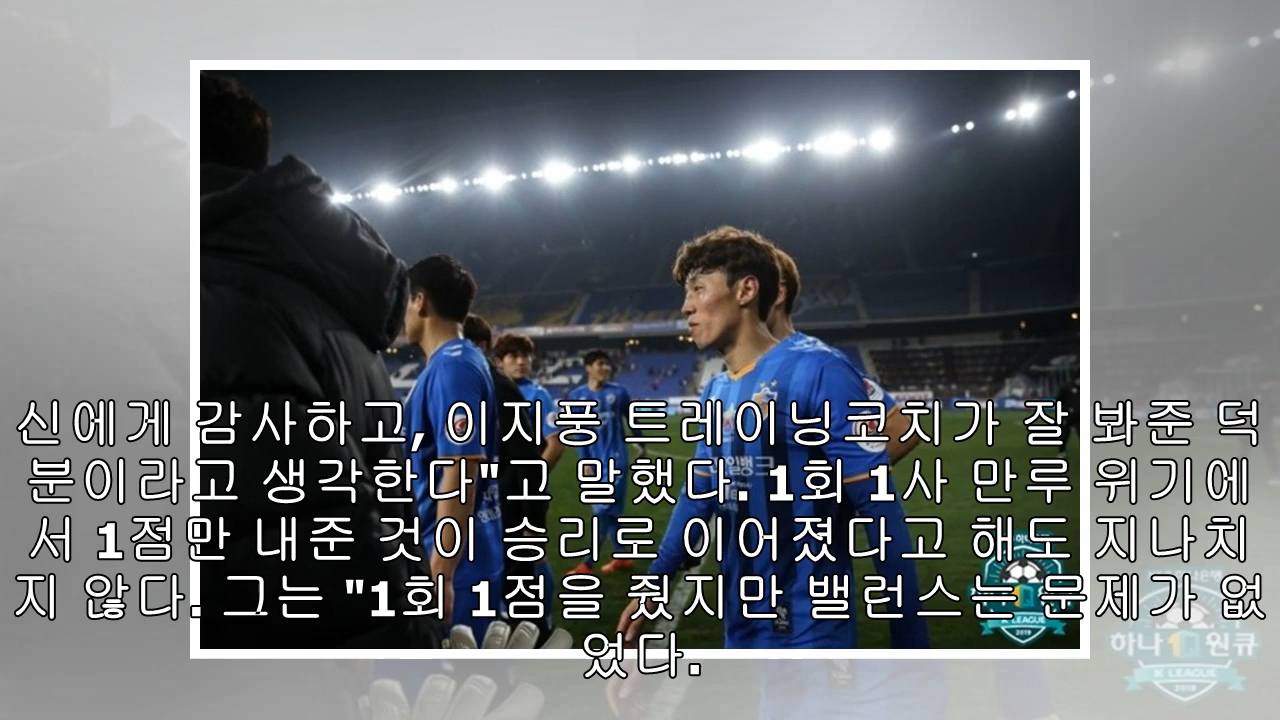 신에게 감사하고, 이지풍 트레이닝코치가 잘 봐준 덕
분이라고 생각한다"고 말했다. 1회 1사 만루 위기에
서 1점만 내준 것이 승리로 이어졌다고 해도 지나치
지 않다. 그는 "1회 1점을 줬지만 밸런스는 문제가 없
었다.
하나 1Q 원큐
K LEAGUE
2019